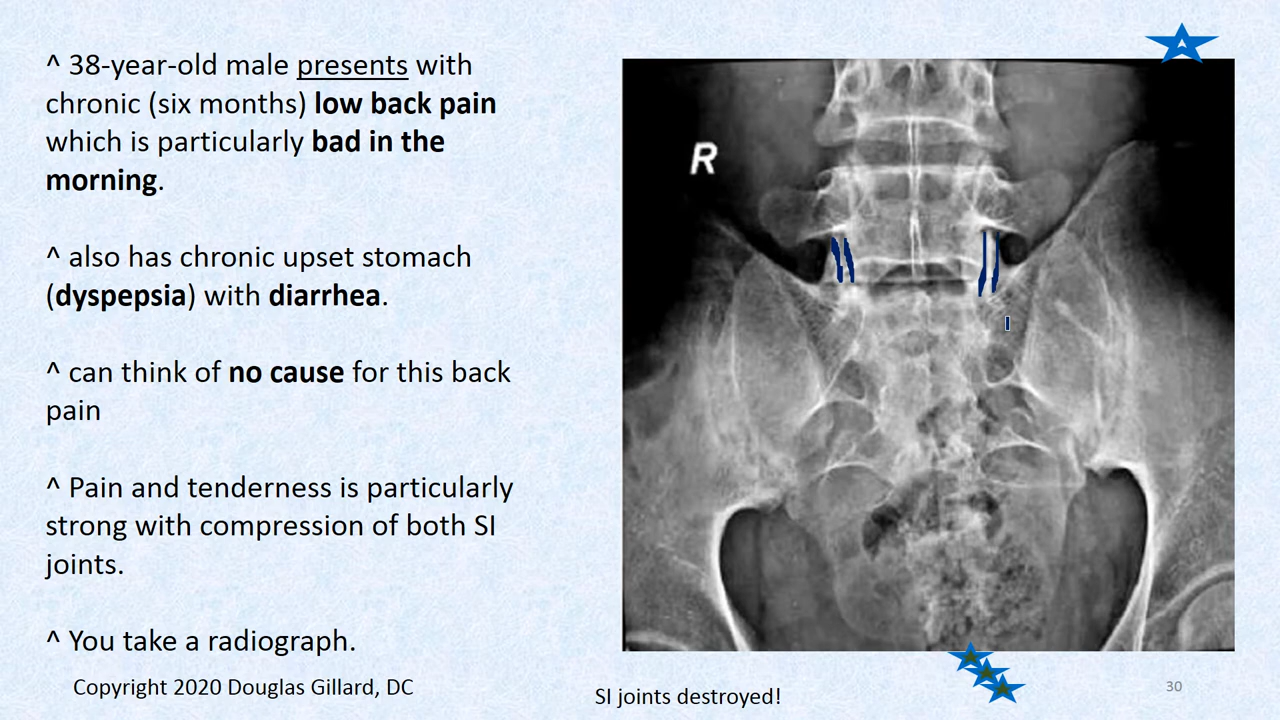 ^ 38-year-old male presents with
chronic (six months) low back pain
which is particularly bad in the
morning.
^ also has chronic upset stomach
(dyspepsia) with diarrhea.
^ can think of no cause for this back
pain
^ Pain and tenderness is particularly
strong with compression of both SI
joints.
^ You take a radiograph.
Copyright 2020 Douglas Gillard, DC
R
SI joints destroyed!
30